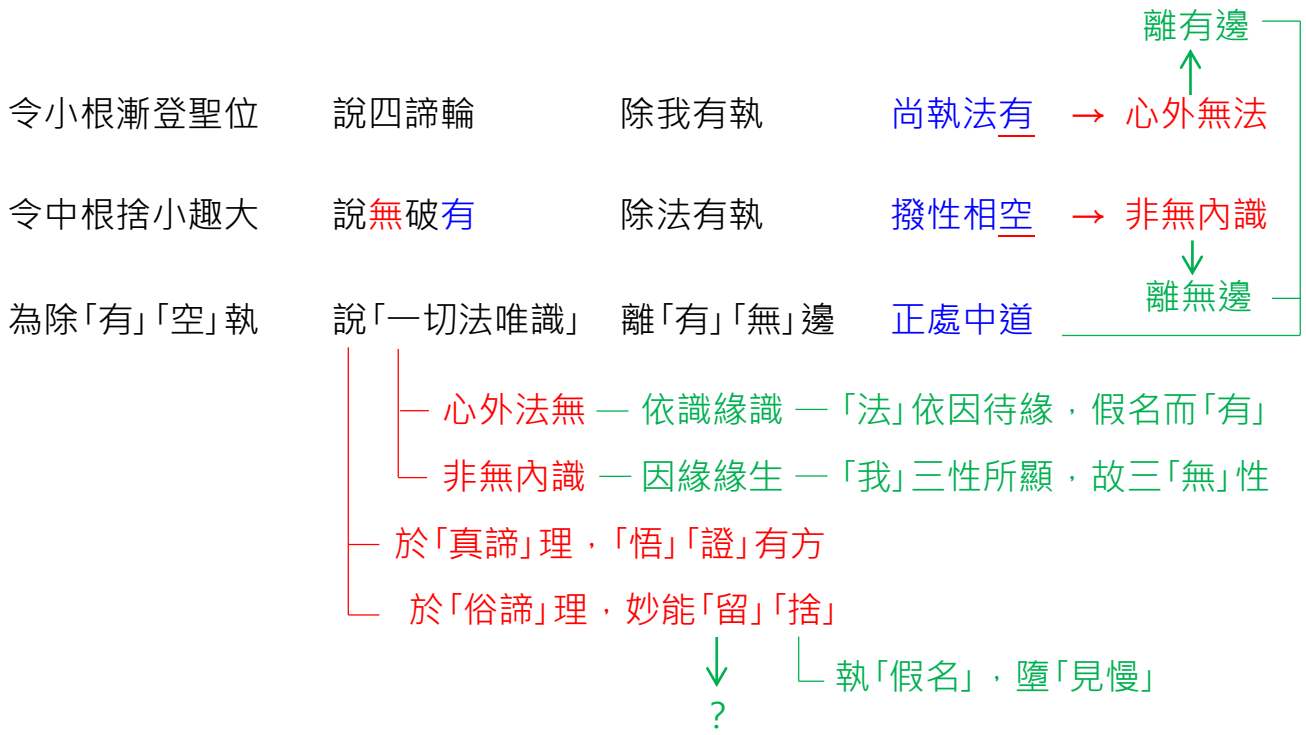 離有邊
令小根漸登聖位 說四諦輪 除我有執 尚執法有 → 心外無法
令中根捨小趣大 說無破有 除法有執 撥性相空 → 非無內識
離無邊
為除「有」「空」執 說「一切法唯識」 離「有」「無」邊 正處中道
心外法無 — 依識緣識 —「法」依因待緣，假名而「有」
非無內識 — 因緣緣生 —「我」三性所顯，故三「無」性
於「真諦」理，「悟」「證」有方
於「俗諦」理，妙能「留」「捨」
執「假名」，墮「見慢」
?